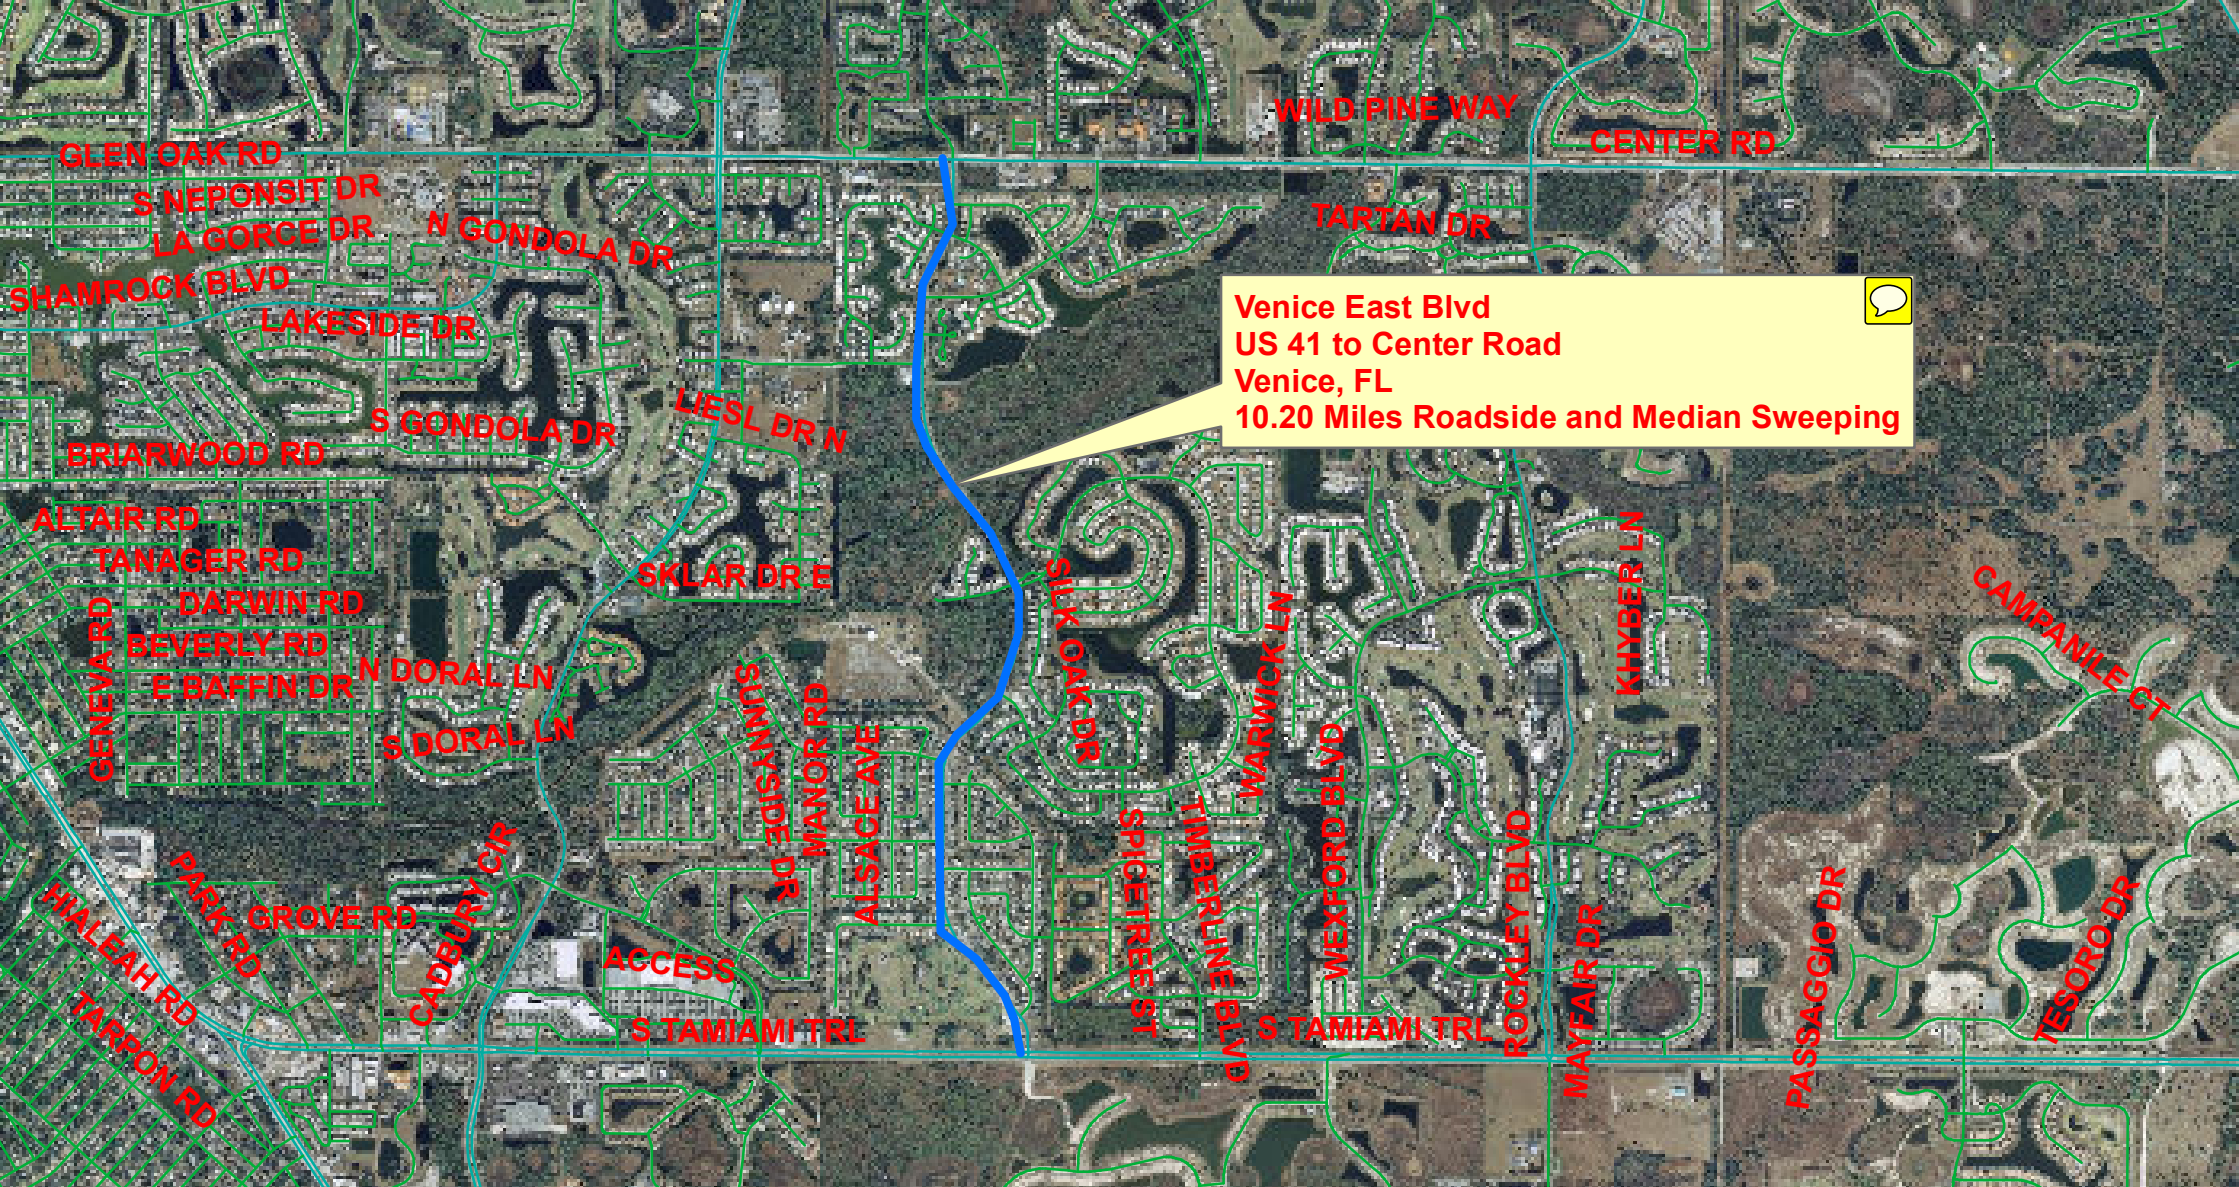 WILD PINE WAY
CENTER RD
GLEN OAK RD
S NEPONSIT DR
LA GORCE DR
N GONDOLA DR
TARTAN DR
SHAMROCK BLVD
LAKESIDE DR
Venice East Blvd
US 41 to Center Road
Venice, FL
10.20 Miles Roadside and Median Sweeping
LIESL DR N
S GONDOLA DR
BRIARWOOD RD
ALTAIR RD
TANAGER RD
SKLAR DR E
DARWIN RD
GENEVA RD
BEVERLY RD
N DORAL LN
E BAFFIN DR
S DORAL LN
SUNNYSIDE DR
MANOR RD
ALSACE AVE
SILK OAK DR
WARWICK LN
KHYBER LN
CAMPANILE CT
SPICETREE ST
TIMBERLINE BLVD
WEXFORD BLVD
ROCKLEY BLVD
MAYFAIR DR
PASSAGGIO DR
TESORO DR
HIALEAH RD
PARK RD
GROVE RD
CADBURY CIR
ACCESS
TARPON RD
S TAMIAMI TRL
S TAMIAMI TRL